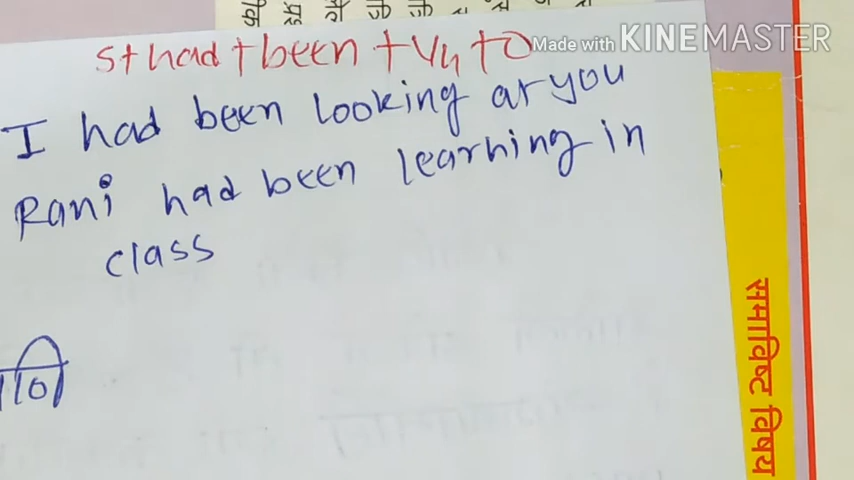 Made with KINEMASTER
S+had+been+V4+O
I had been looking at you
Rani had been learning in
class
समाविष्ट विषय